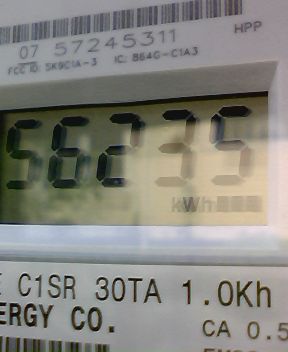 07 57245311
HPP
FCC ID: SK9C1A-3 IC: 864G-C1A3
56235
kWh
C1SR 30TA 1.0Kh
ERGY CO.
CA 0.5